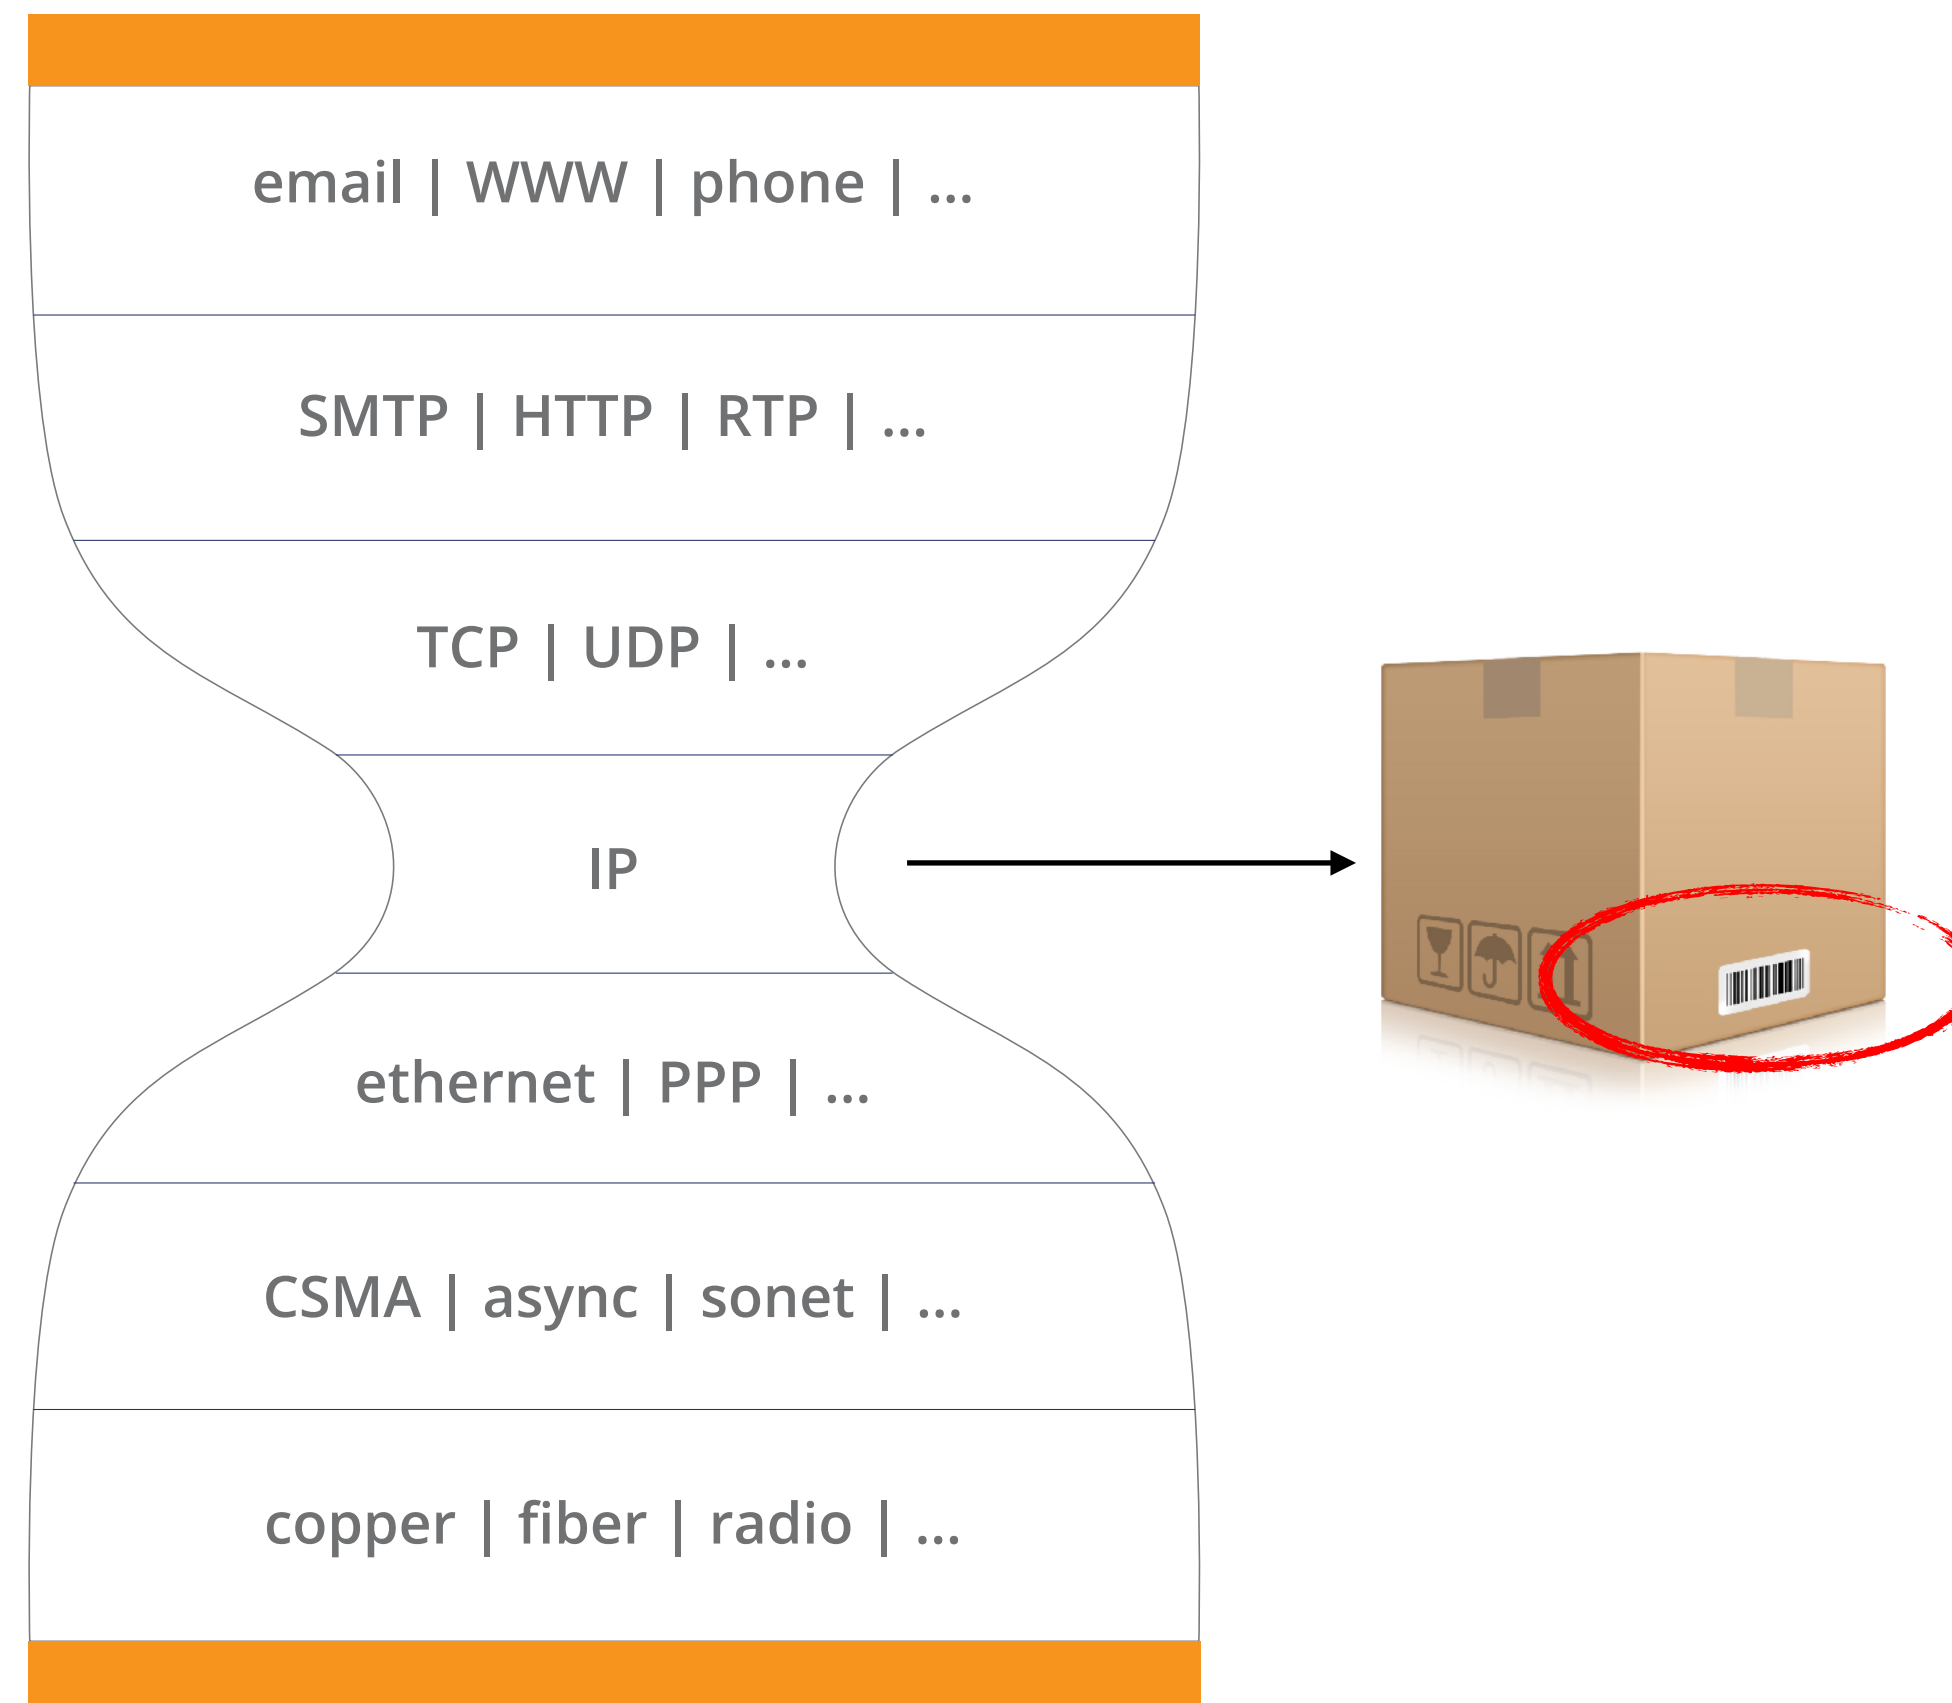 email | WWW | phone | ...
SMTP | HTTP | RTP | ...
TCP | UDP | ...
IP
ethernet | PPP | ...
CSMA | async | sonet | ...
copper | fiber | radio | ...